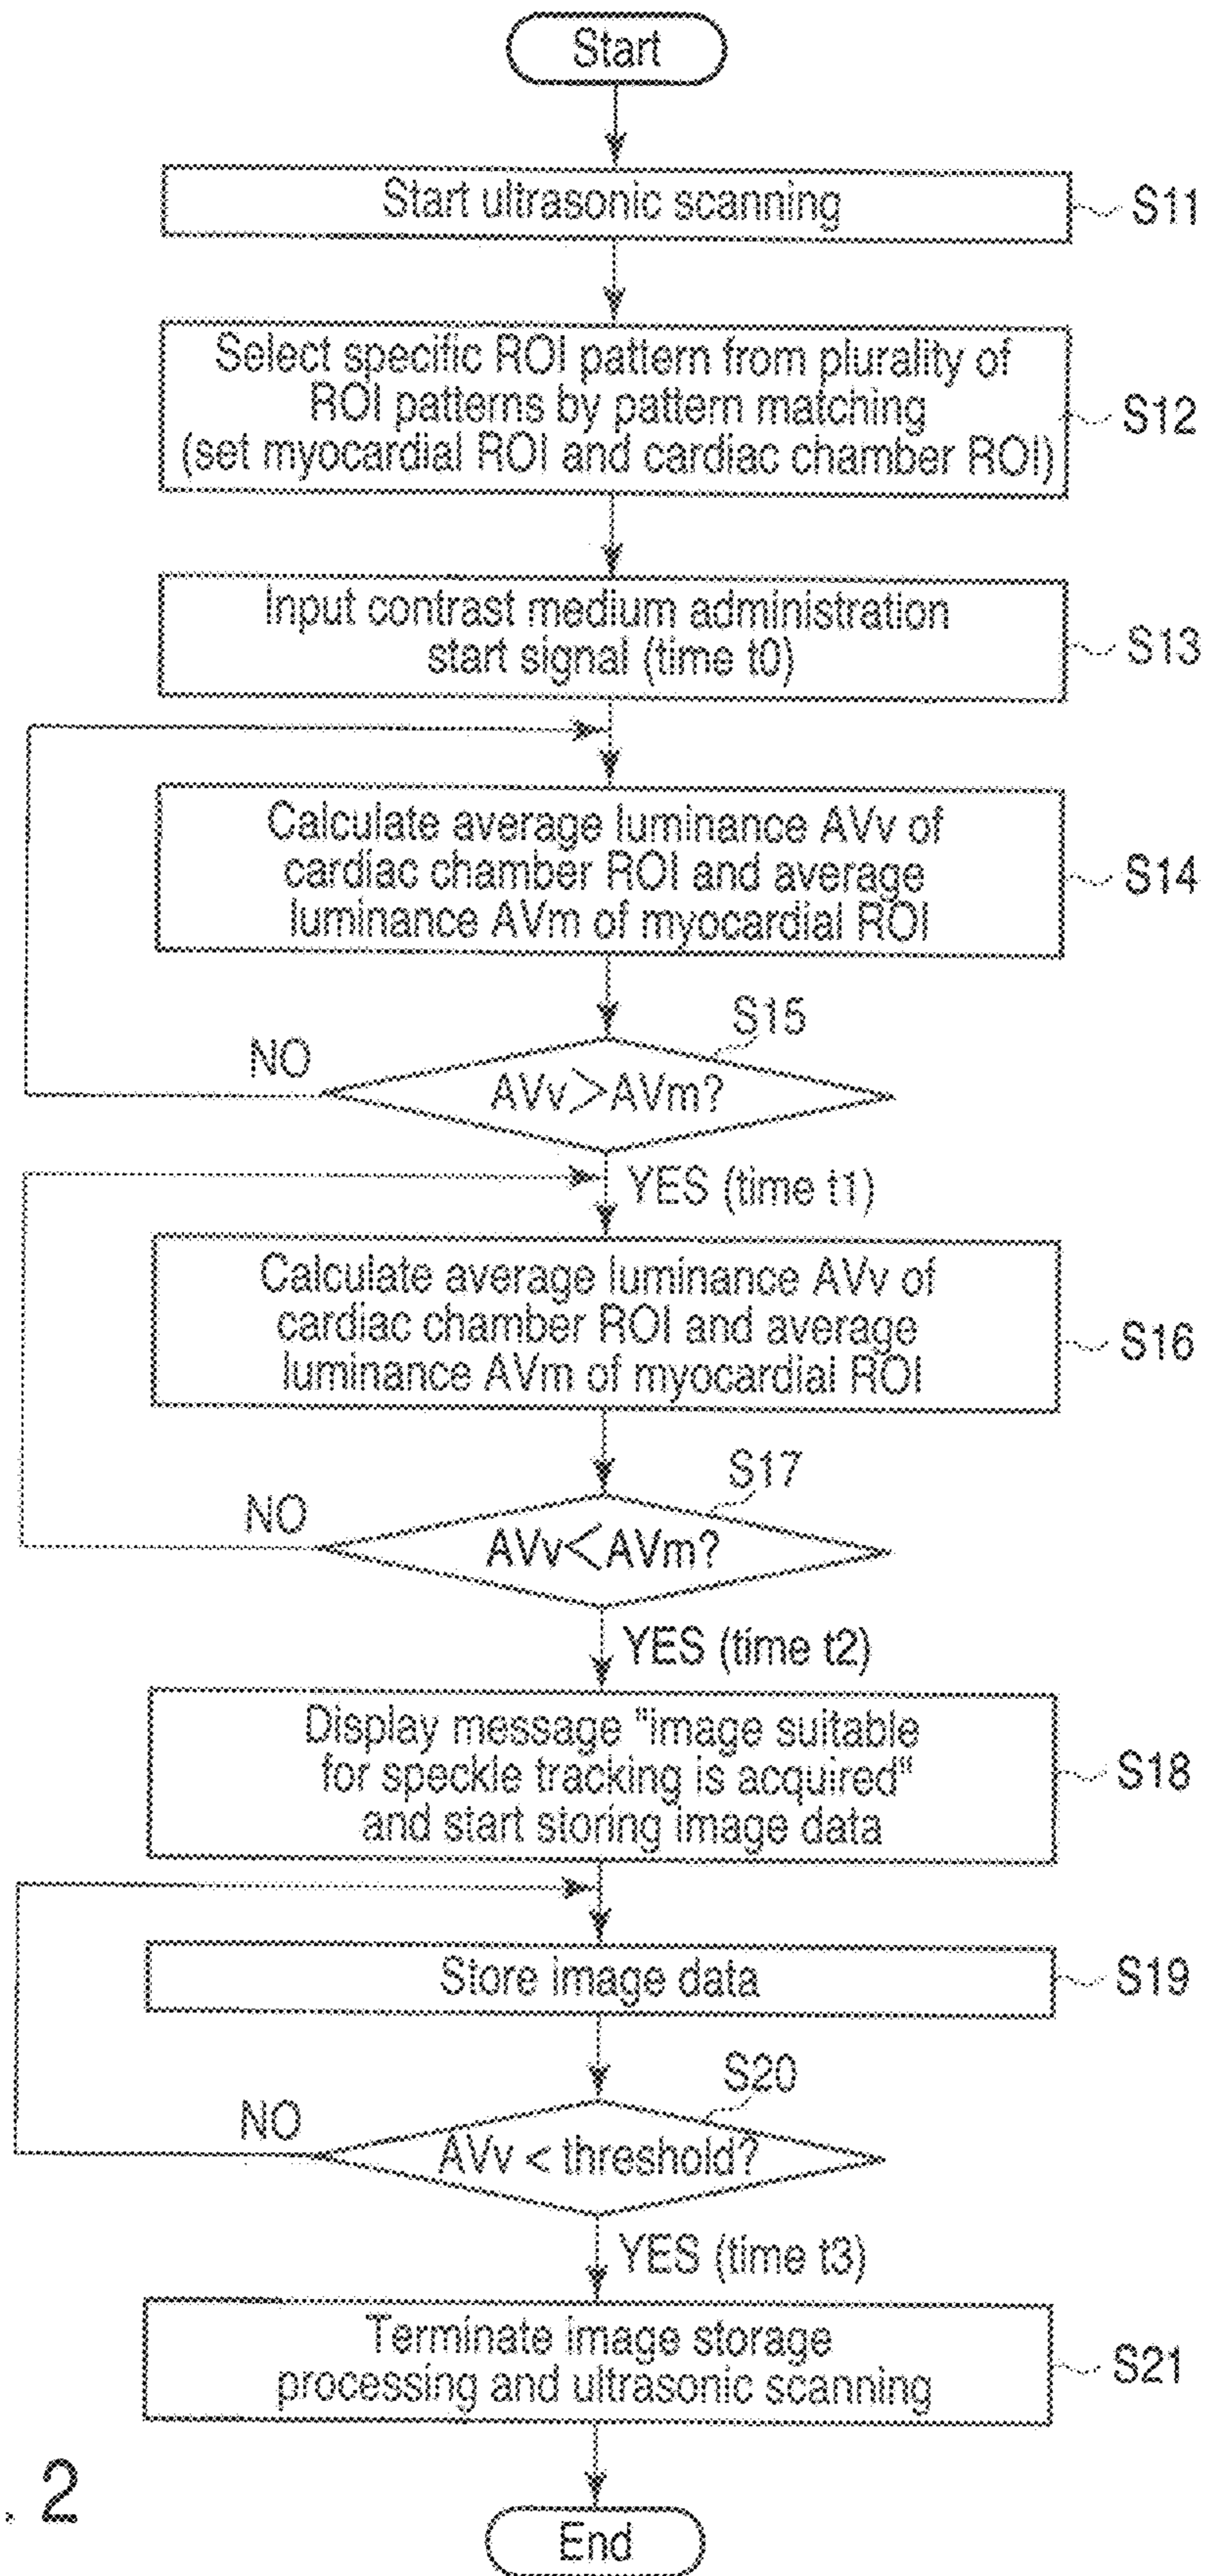 Start
Start ultrasonic scanning
S11
Select specific ROI pattern from plurality of
ROI patterns by pattern matching
(set myocardial ROI and cardiac chamber ROI)
S12
Input contrast medium administration
start signal (time t0)
S13
Calculate average luminance AVv of
cardiac chamber ROI and average
luminance AVm of myocardial ROI
S14
S15
NO
AVv>AVm?
YES (time t1)
Calculate average luminance AVv of
cardiac chamber ROI and average
luminance AVm of myocardial ROI
S16
S17
NO
AVv<AVm?
YES (time t2)
Display message "image suitable
for speckle tracking is acquired"
and start storing image data
S18
Store image data
S19
S20
NO
AVv < threshold?
YES (time t3)
Terminate image storage
processing and ultrasonic scanning
S21
. 2
End